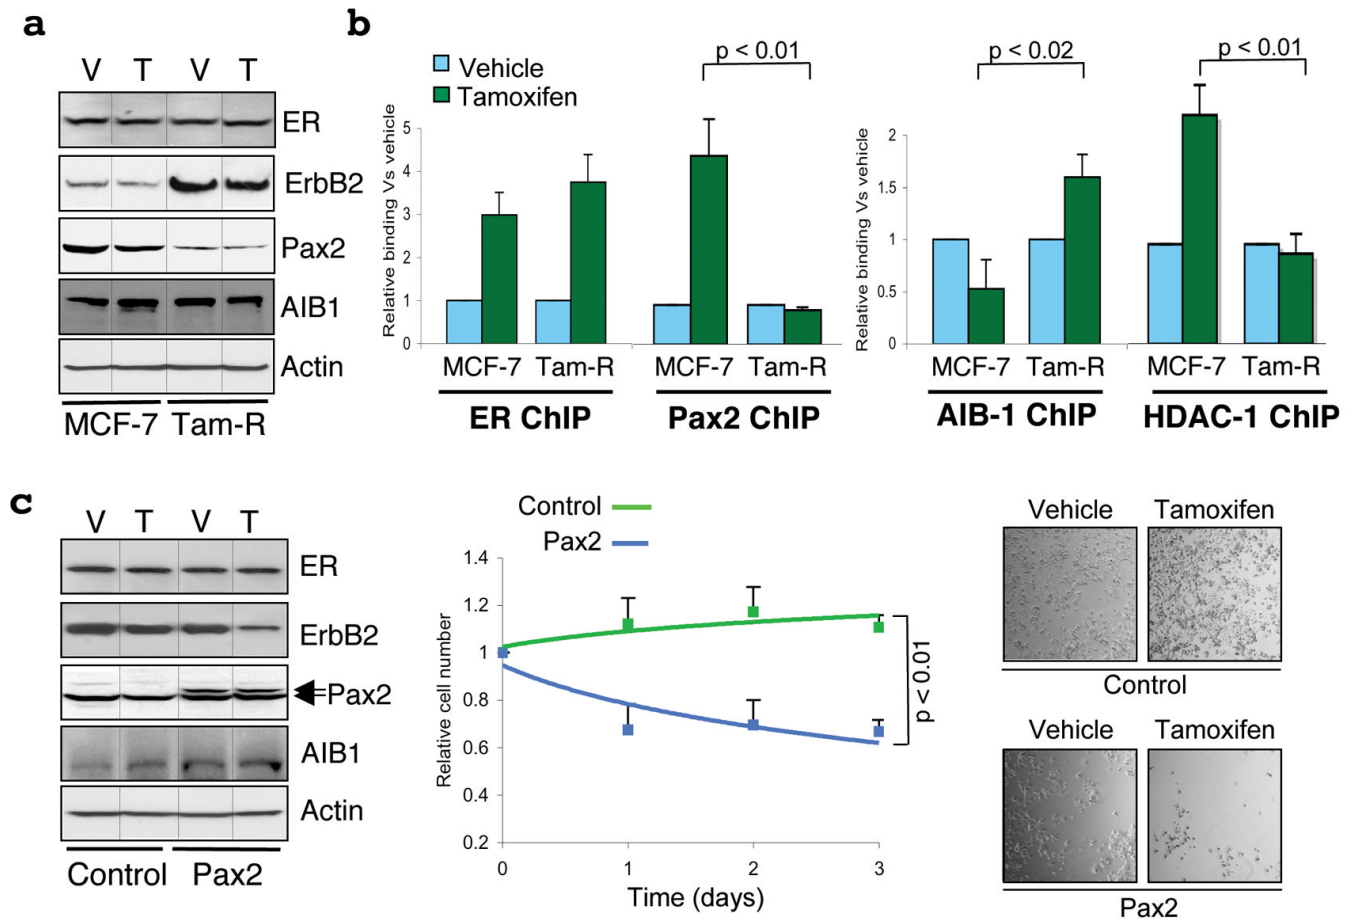 a
V T V T
ER
ErbB2
Pax2
AIB1
Actin
MCF-7 Tam-R
b
Vehicle
Tamoxifen
p < 0.01
Relative binding Vs vehicle
5
4
3
2
1
0
MCF-7 Tam-R MCF-7 Tam-R
ER ChIP Pax2 ChIP
p < 0.02
p < 0.01
Relative binding Vs vehicle
2
1.5
1
0.5
0
MCF-7 Tam-R MCF-7 Tam-R
AIB-1 ChIP HDAC-1 ChIP
c
V T V T
ER
ErbB2
Pax2
AIB1
Actin
Control Pax2
Control
Pax2
Relative cell number
1.4
1.2
1
0.8
0.6
0.4
0.2
0 1 2 3
Time (days)
p < 0.01
Vehicle Tamoxifen
Control
Vehicle Tamoxifen
Pax2